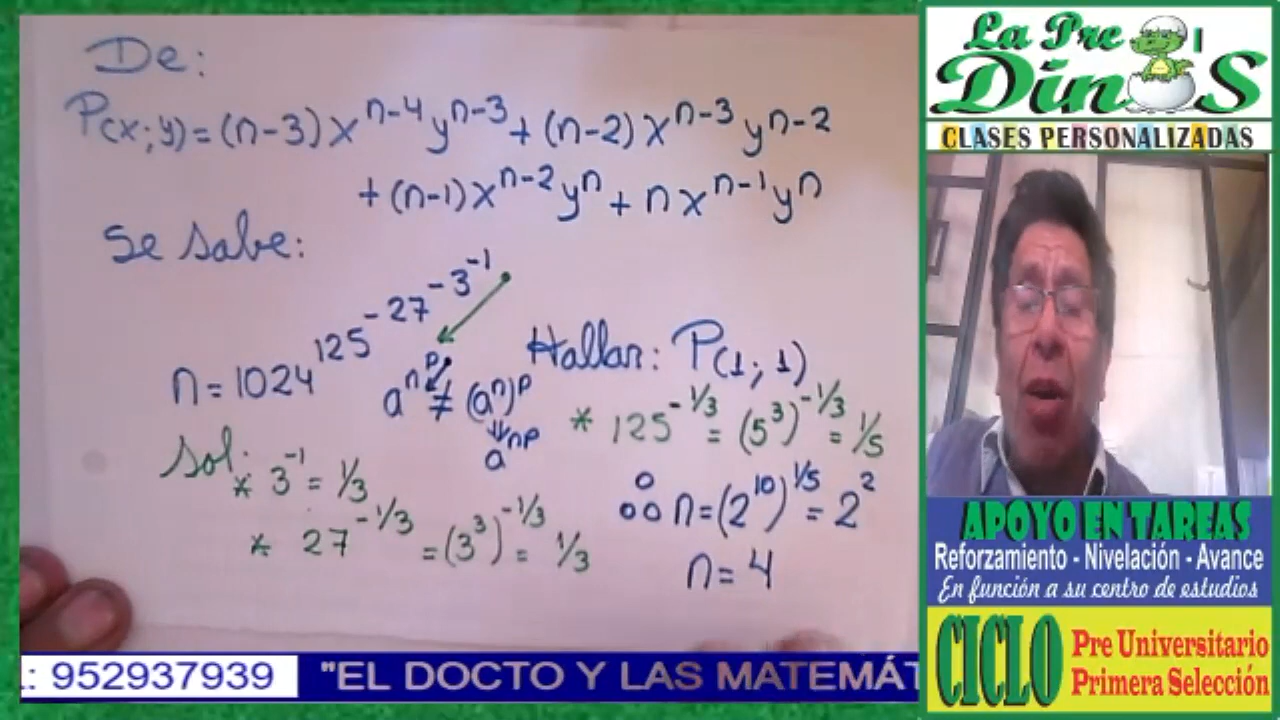 De:
P(x;y)=(n-3)x^{n-4}y^{n-3}+(n-2)x^{n-3}y^{n-2}
+(n-1)x^{n-2}y^{n}+nx^{n-1}y^{n}
Se sabe:
n=1024^{125^{-27^{-3^{-1}}}}
a^{n^{p}}≠(a^{n})^{p}
⇓
a^{np}
Hallar: P(1;1)
Sol:
* 3^{-1}=1/3
* 27^{-1/3}=(3^{3})^{-1/3}=1/3
* 125^{-1/3}=(5^{3})^{-1/3}=1/5
∴ n=(2^{10})^{1/5}=2^{2}
n=4
La Pre
DinoS
CLASES PERSONALIZADAS
APOYO EN TAREAS
Reforzamiento - Nivelación - Avance
En función a su centro de estudios
CICLO
Pre Universitario
Primera Selección
.: 952937939 "EL DOCTO Y LAS MATEMÁT